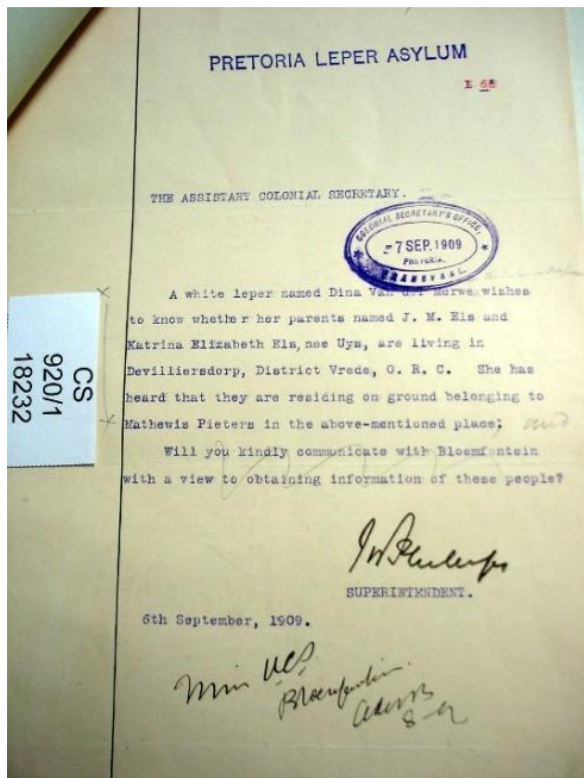 PRETORIA LEPER ASYLUM
E 68
THE ASSISTANT COLONIAL SECRETARY.
COLONIAL SECRETARY'S OFFICE,
7 SEP. 1909
PRETORIA.
TRANSVAAL
A white leper named Dina Van der Merwe, wishes
to know whether her parents named J. M. Els and
Katrina Elizabeth Els, nee Uys, are living in
Devilliersdorp, District Vrede, O. R. C. She has
heard that they are residing on ground belonging to
Mathewis Pieters in the above-mentioned place; and
Will you kindly communicate with Bloemfontein
with a view to obtaining information of these people?
SUPERINTENDENT.
6th September, 1909.
Bloemfontein.
CS
920/1
18232